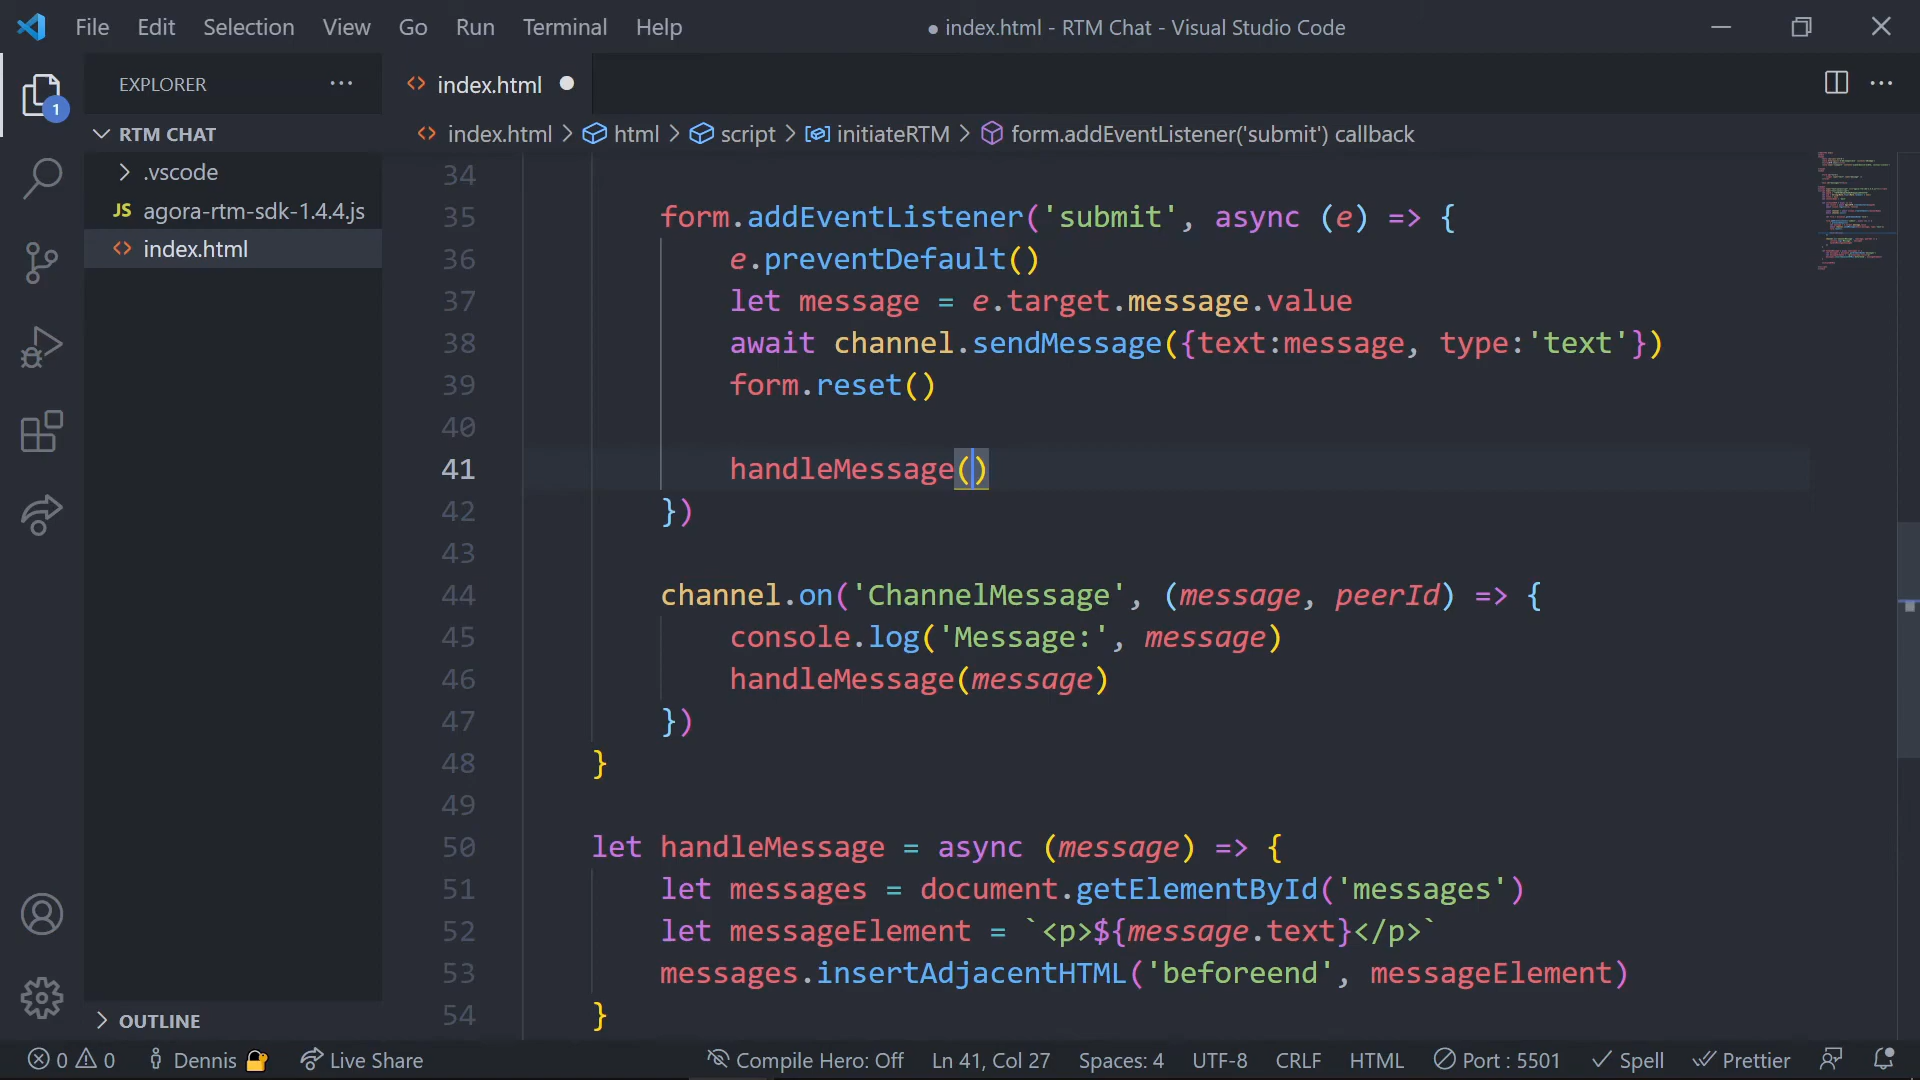 File Edit Selection View Go Run Terminal Help
● index.html - RTM Chat - Visual Studio Code
EXPLORER
RTM CHAT
.vscode
JS agora-rtm-sdk-1.4.4.js
<> index.html
OUTLINE
1
<> index.html ●
<> index.html > html > script > initiateRTM > form.addEventListener('submit') callback
34
35 form.addEventListener('submit', async (e) => {
36 e.preventDefault()
37 let message = e.target.message.value
38 await channel.sendMessage({text:message, type:'text'})
39 form.reset()
40
41 handleMessage()
42 })
43
44 channel.on('ChannelMessage', (message, peerId) => {
45 console.log('Message:', message)
46 handleMessage(message)
47 })
48 }
49
50 let handleMessage = async (message) => {
51 let messages = document.getElementById('messages')
52 let messageElement = `<p>${message.text}</p>`
53 messages.insertAdjacentHTML('beforeend', messageElement)
54 }
0 0 Dennis Live Share Compile Hero: Off Ln 41, Col 27 Spaces: 4 UTF-8 CRLF HTML Port : 5501 Spell Prettier